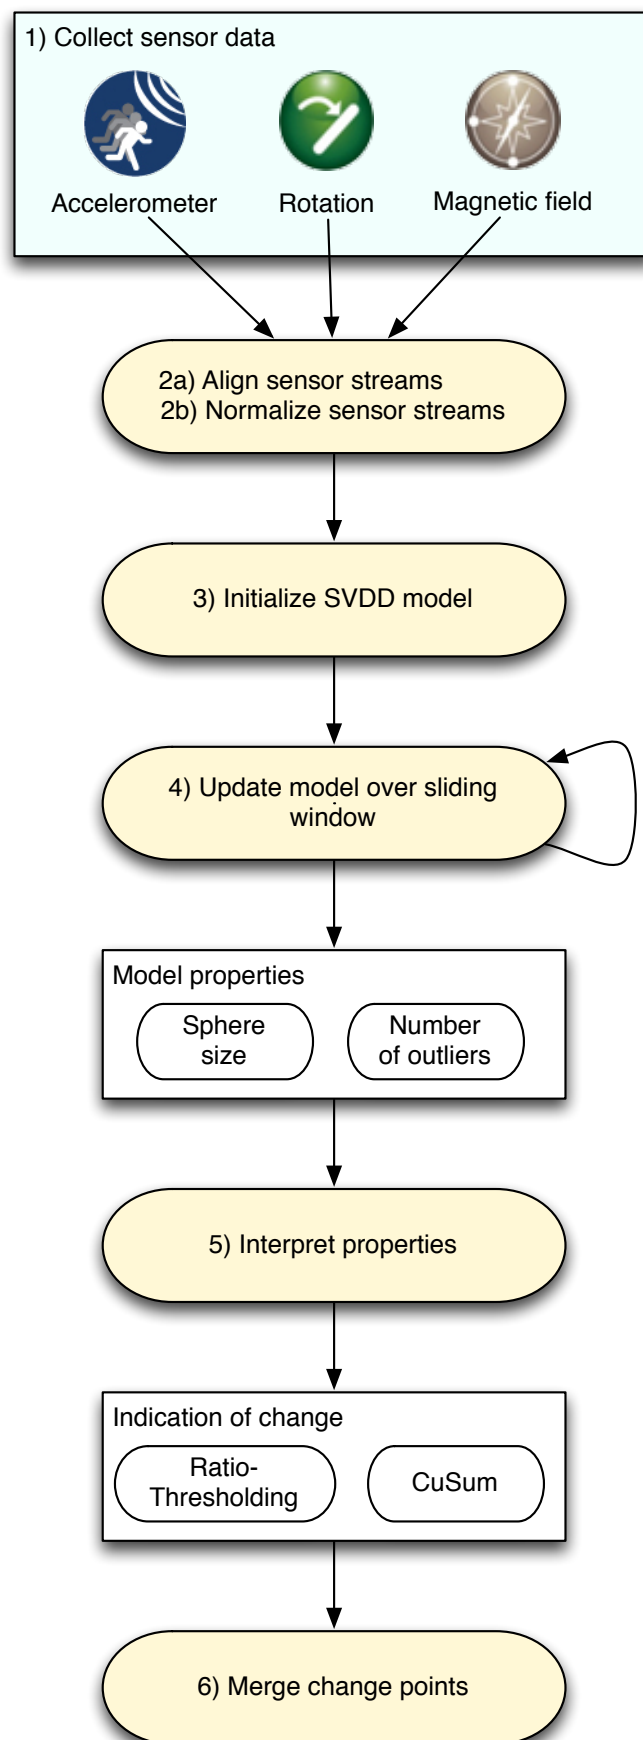 1) Collect sensor data
Accelerometer
Rotation
Magnetic field
2a) Align sensor streams
2b) Normalize sensor streams
3) Initialize SVDD model
4) Update model over sliding
window
Model properties
Sphere
size
Number
of outliers
5) Interpret properties
Indication of change
Ratio-
Thresholding
CuSum
6) Merge change points